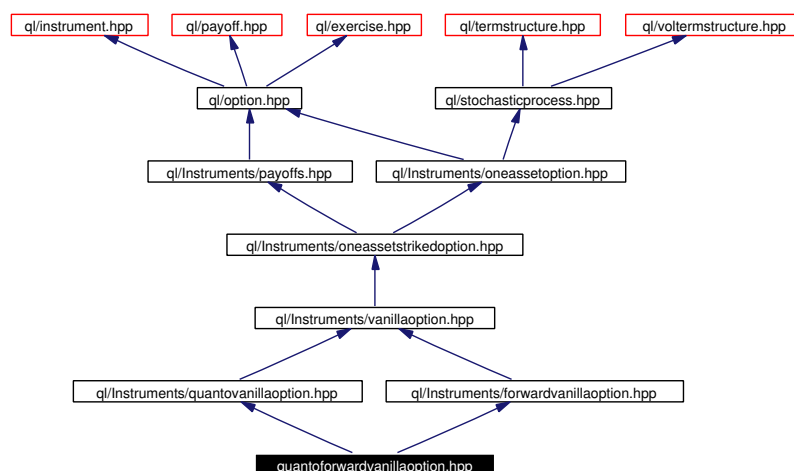 ql/instrument.hpp
ql/payoff.hpp
ql/exercise.hpp
ql/termstructure.hpp
ql/voltermstructure.hpp
ql/option.hpp
ql/stochasticprocess.hpp
ql/Instruments/payoffs.hpp
ql/Instruments/oneassetoption.hpp
ql/Instruments/oneassetstrikedoption.hpp
ql/Instruments/vanillaoption.hpp
ql/Instruments/quantovanillaoption.hpp
ql/Instruments/forwardvanillaoption.hpp
quantoforwardvanillaoption.hpp